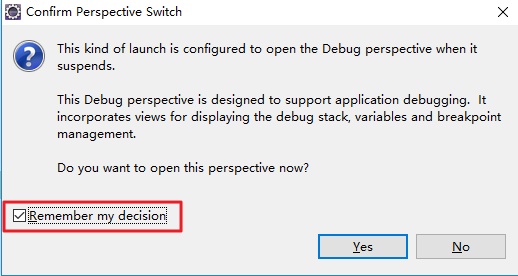 Confirm Perspective Switch
This kind of launch is configured to open the Debug perspective when it
suspends.
This Debug perspective is designed to support application debugging.  It
incorporates views for displaying the debug stack, variables and breakpoint
management.
Do you want to open this perspective now?
Remember my decision
Yes
No